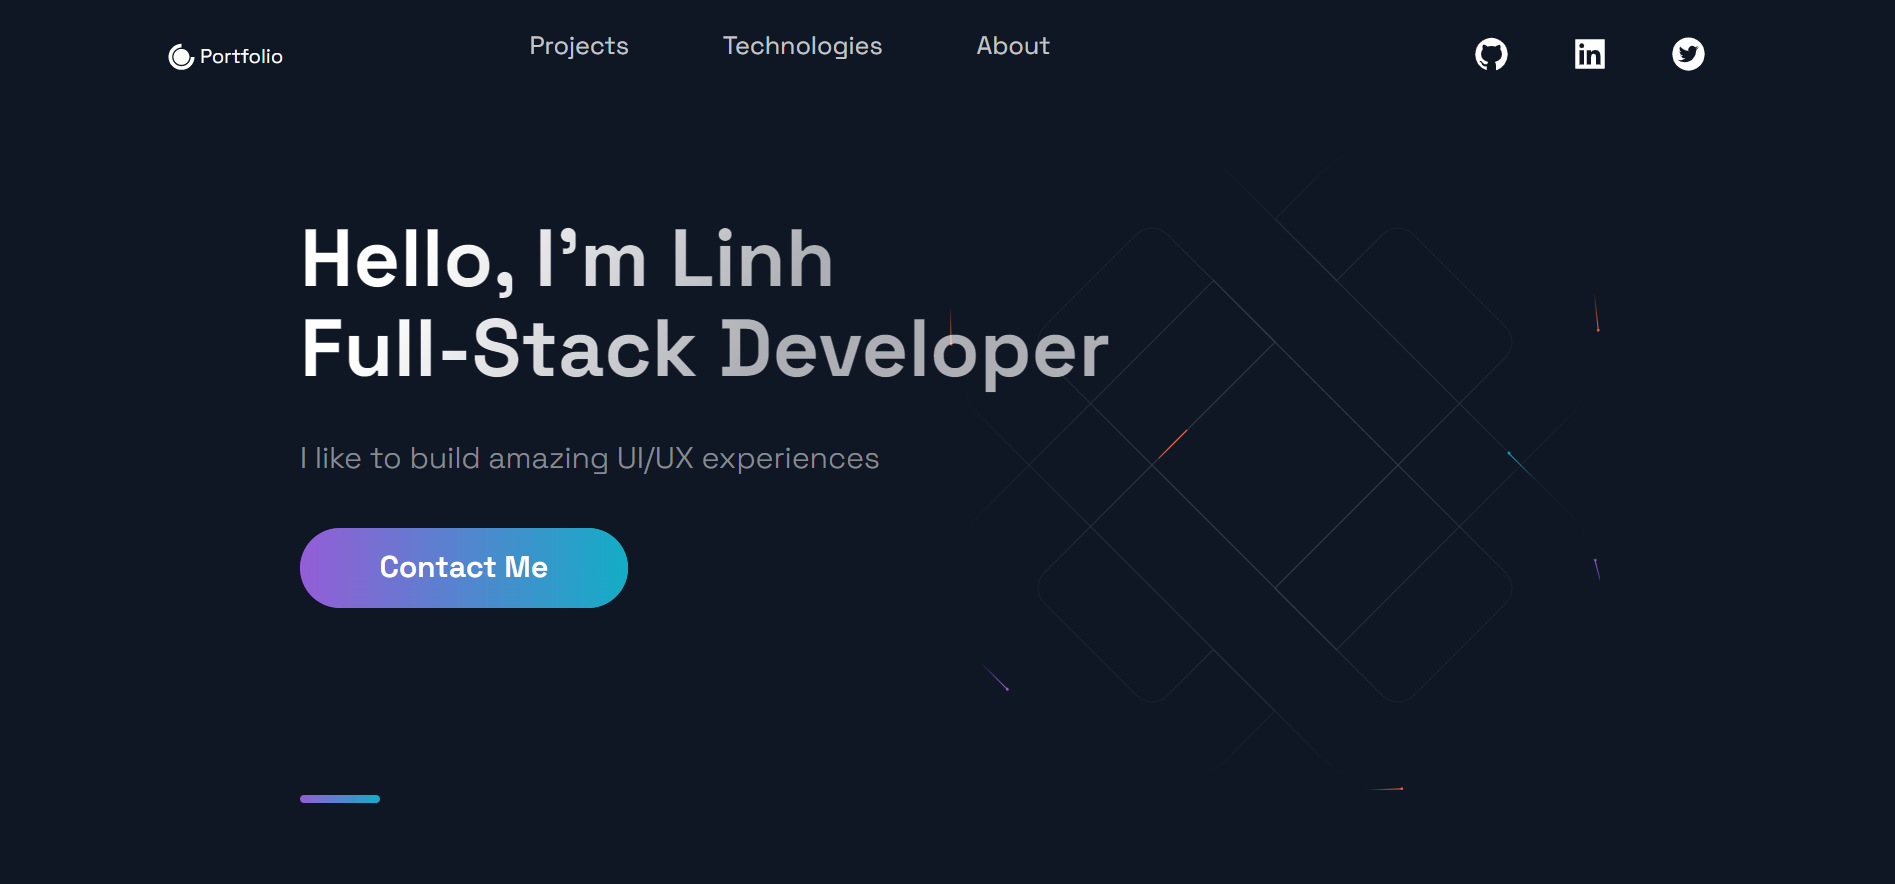 Portfolio
Projects
Technologies
About
Hello, I’m Linh
Full-Stack Developer
I like to build amazing UI/UX experiences
Contact Me